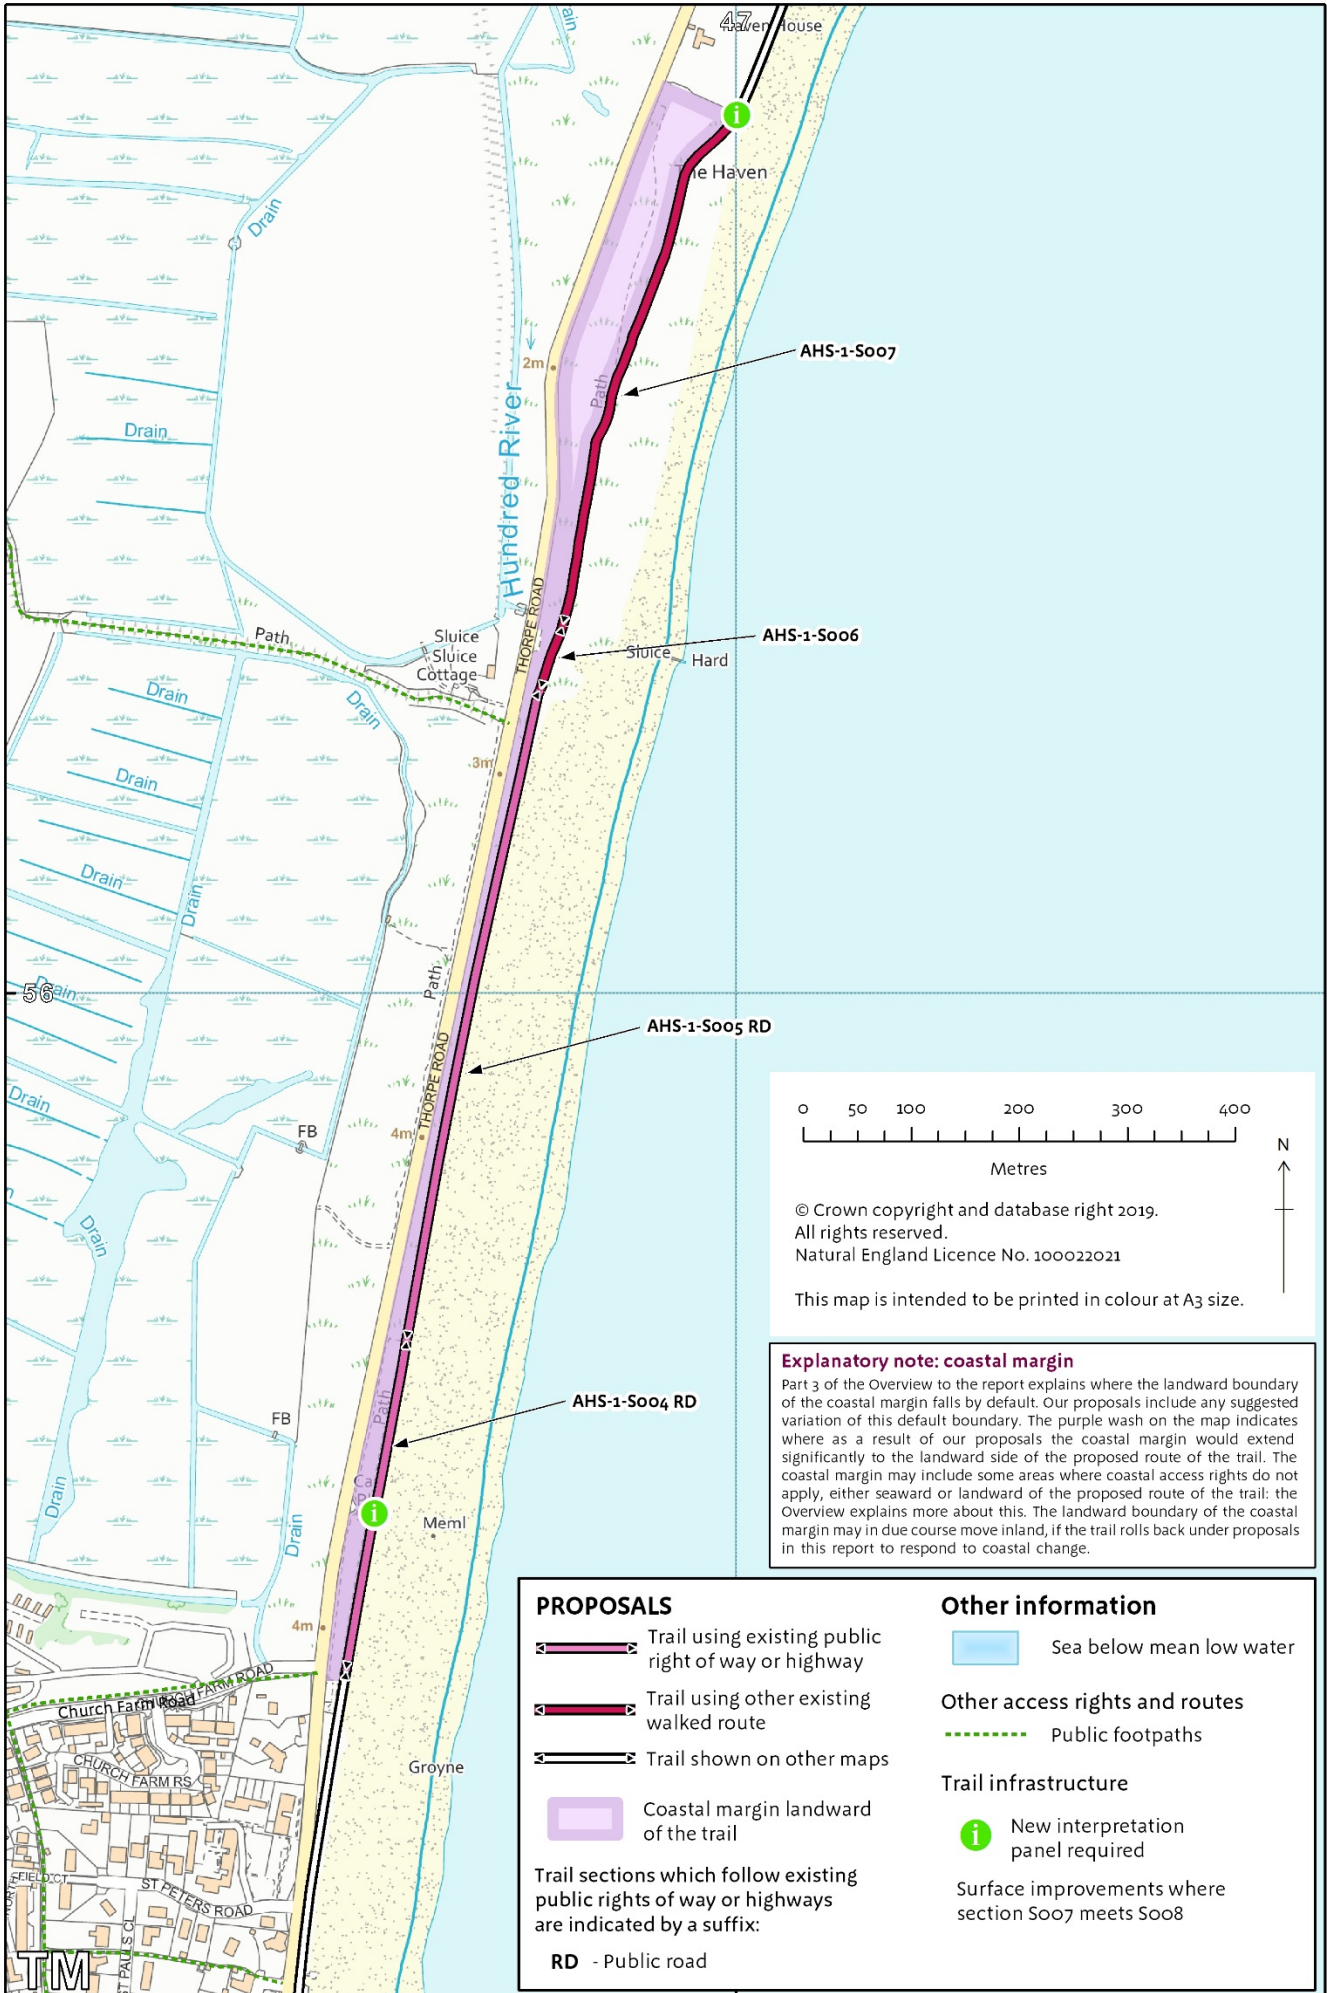 Drain
47
Haven House
The Haven
Drain
AHS-1-S007
2m
Path
Drain
Hundred River
THORPE ROAD
AHS-1-S006
Path
Sluice
Sluice
Cottage
Sluice
Hard
Drain
Drain
3m
Drain
Drain
Drain
Path
Drain
56
AHS-1-S005 RD
THORPE ROAD
Drain
4m
FB
Drain
0 50 100 200 300 400
Metres
N
© Crown copyright and database right 2019.
All rights reserved.
Natural England Licence No. 100022021
This map is intended to be printed in colour at A3 size.
Explanatory note: coastal margin
Part 3 of the Overview to the report explains where the landward boundary
of the coastal margin falls by default. Our proposals include any suggested
variation of this default boundary. The purple wash on the map indicates
where as a result of our proposals the coastal margin would extend
significantly to the landward side of the proposed route of the trail. The
coastal margin may include some areas where coastal access rights do not
apply, either seaward or landward of the proposed route of the trail: the
Overview explains more about this. The landward boundary of the coastal
margin may in due course move inland, if the trail rolls back under proposals
in this report to respond to coastal change.
AHS-1-S004 RD
Path
FB
Drain
Drain
Meml
4m
CHURCH FARM ROAD
Church Farm Road
CHURCH FARM RS
Groyne
FIELD CT
ST PETERS ROAD
ST PAULS CL
TM
PROPOSALS
Trail using existing public
right of way or highway
Trail using other existing
walked route
Trail shown on other maps
Coastal margin landward
of the trail
Trail sections which follow existing
public rights of way or highways
are indicated by a suffix:
RD - Public road
Other information
Sea below mean low water
Other access rights and routes
Public footpaths
Trail infrastructure
i
New interpretation
panel required
Surface improvements where
section S007 meets S008